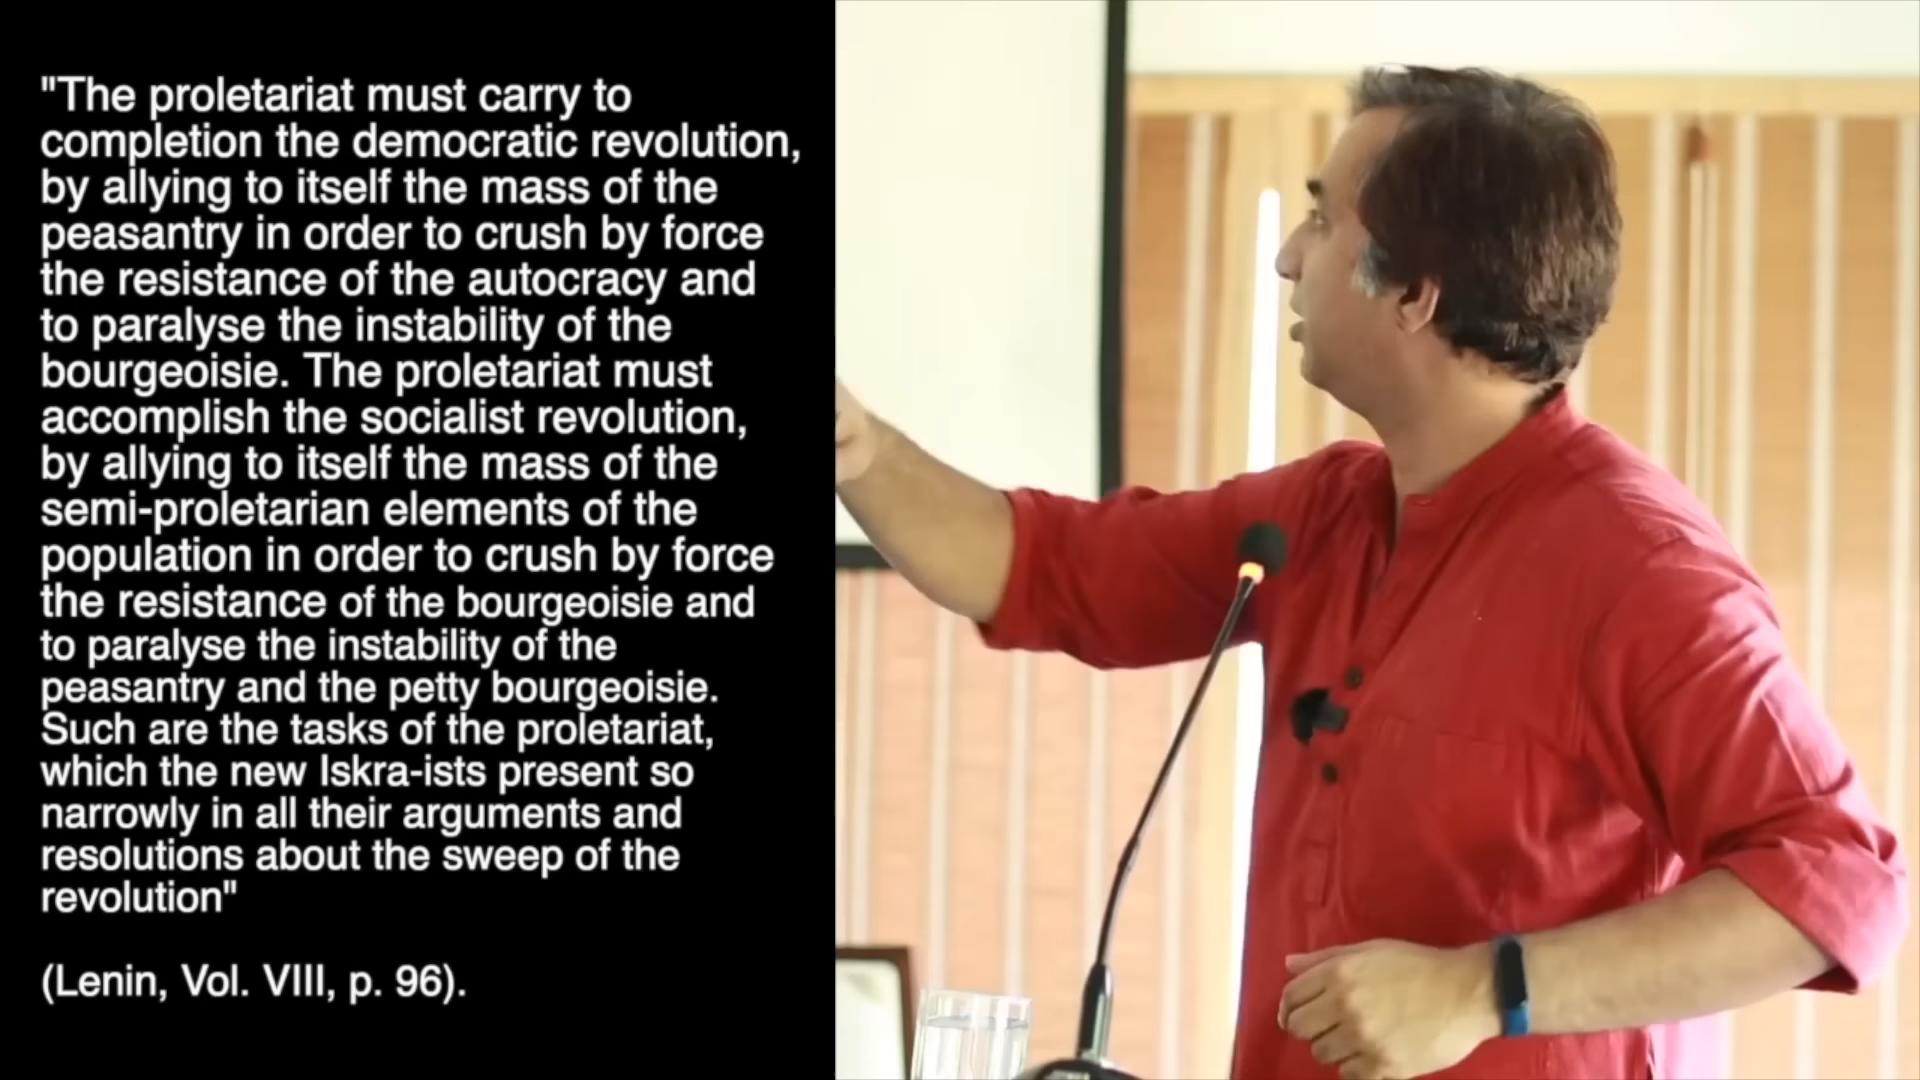 "The proletariat must carry to
completion the democratic revolution,
by allying to itself the mass of the
peasantry in order to crush by force
the resistance of the autocracy and
to paralyse the instability of the
bourgeoisie. The proletariat must
accomplish the socialist revolution,
by allying to itself the mass of the
semi-proletarian elements of the
population in order to crush by force
the resistance of the bourgeoisie and
to paralyse the instability of the
peasantry and the petty bourgeoisie.
Such are the tasks of the proletariat,
which the new Iskra-ists present so
narrowly in all their arguments and
resolutions about the sweep of the
revolution"
(Lenin, Vol. VIII, p. 96).